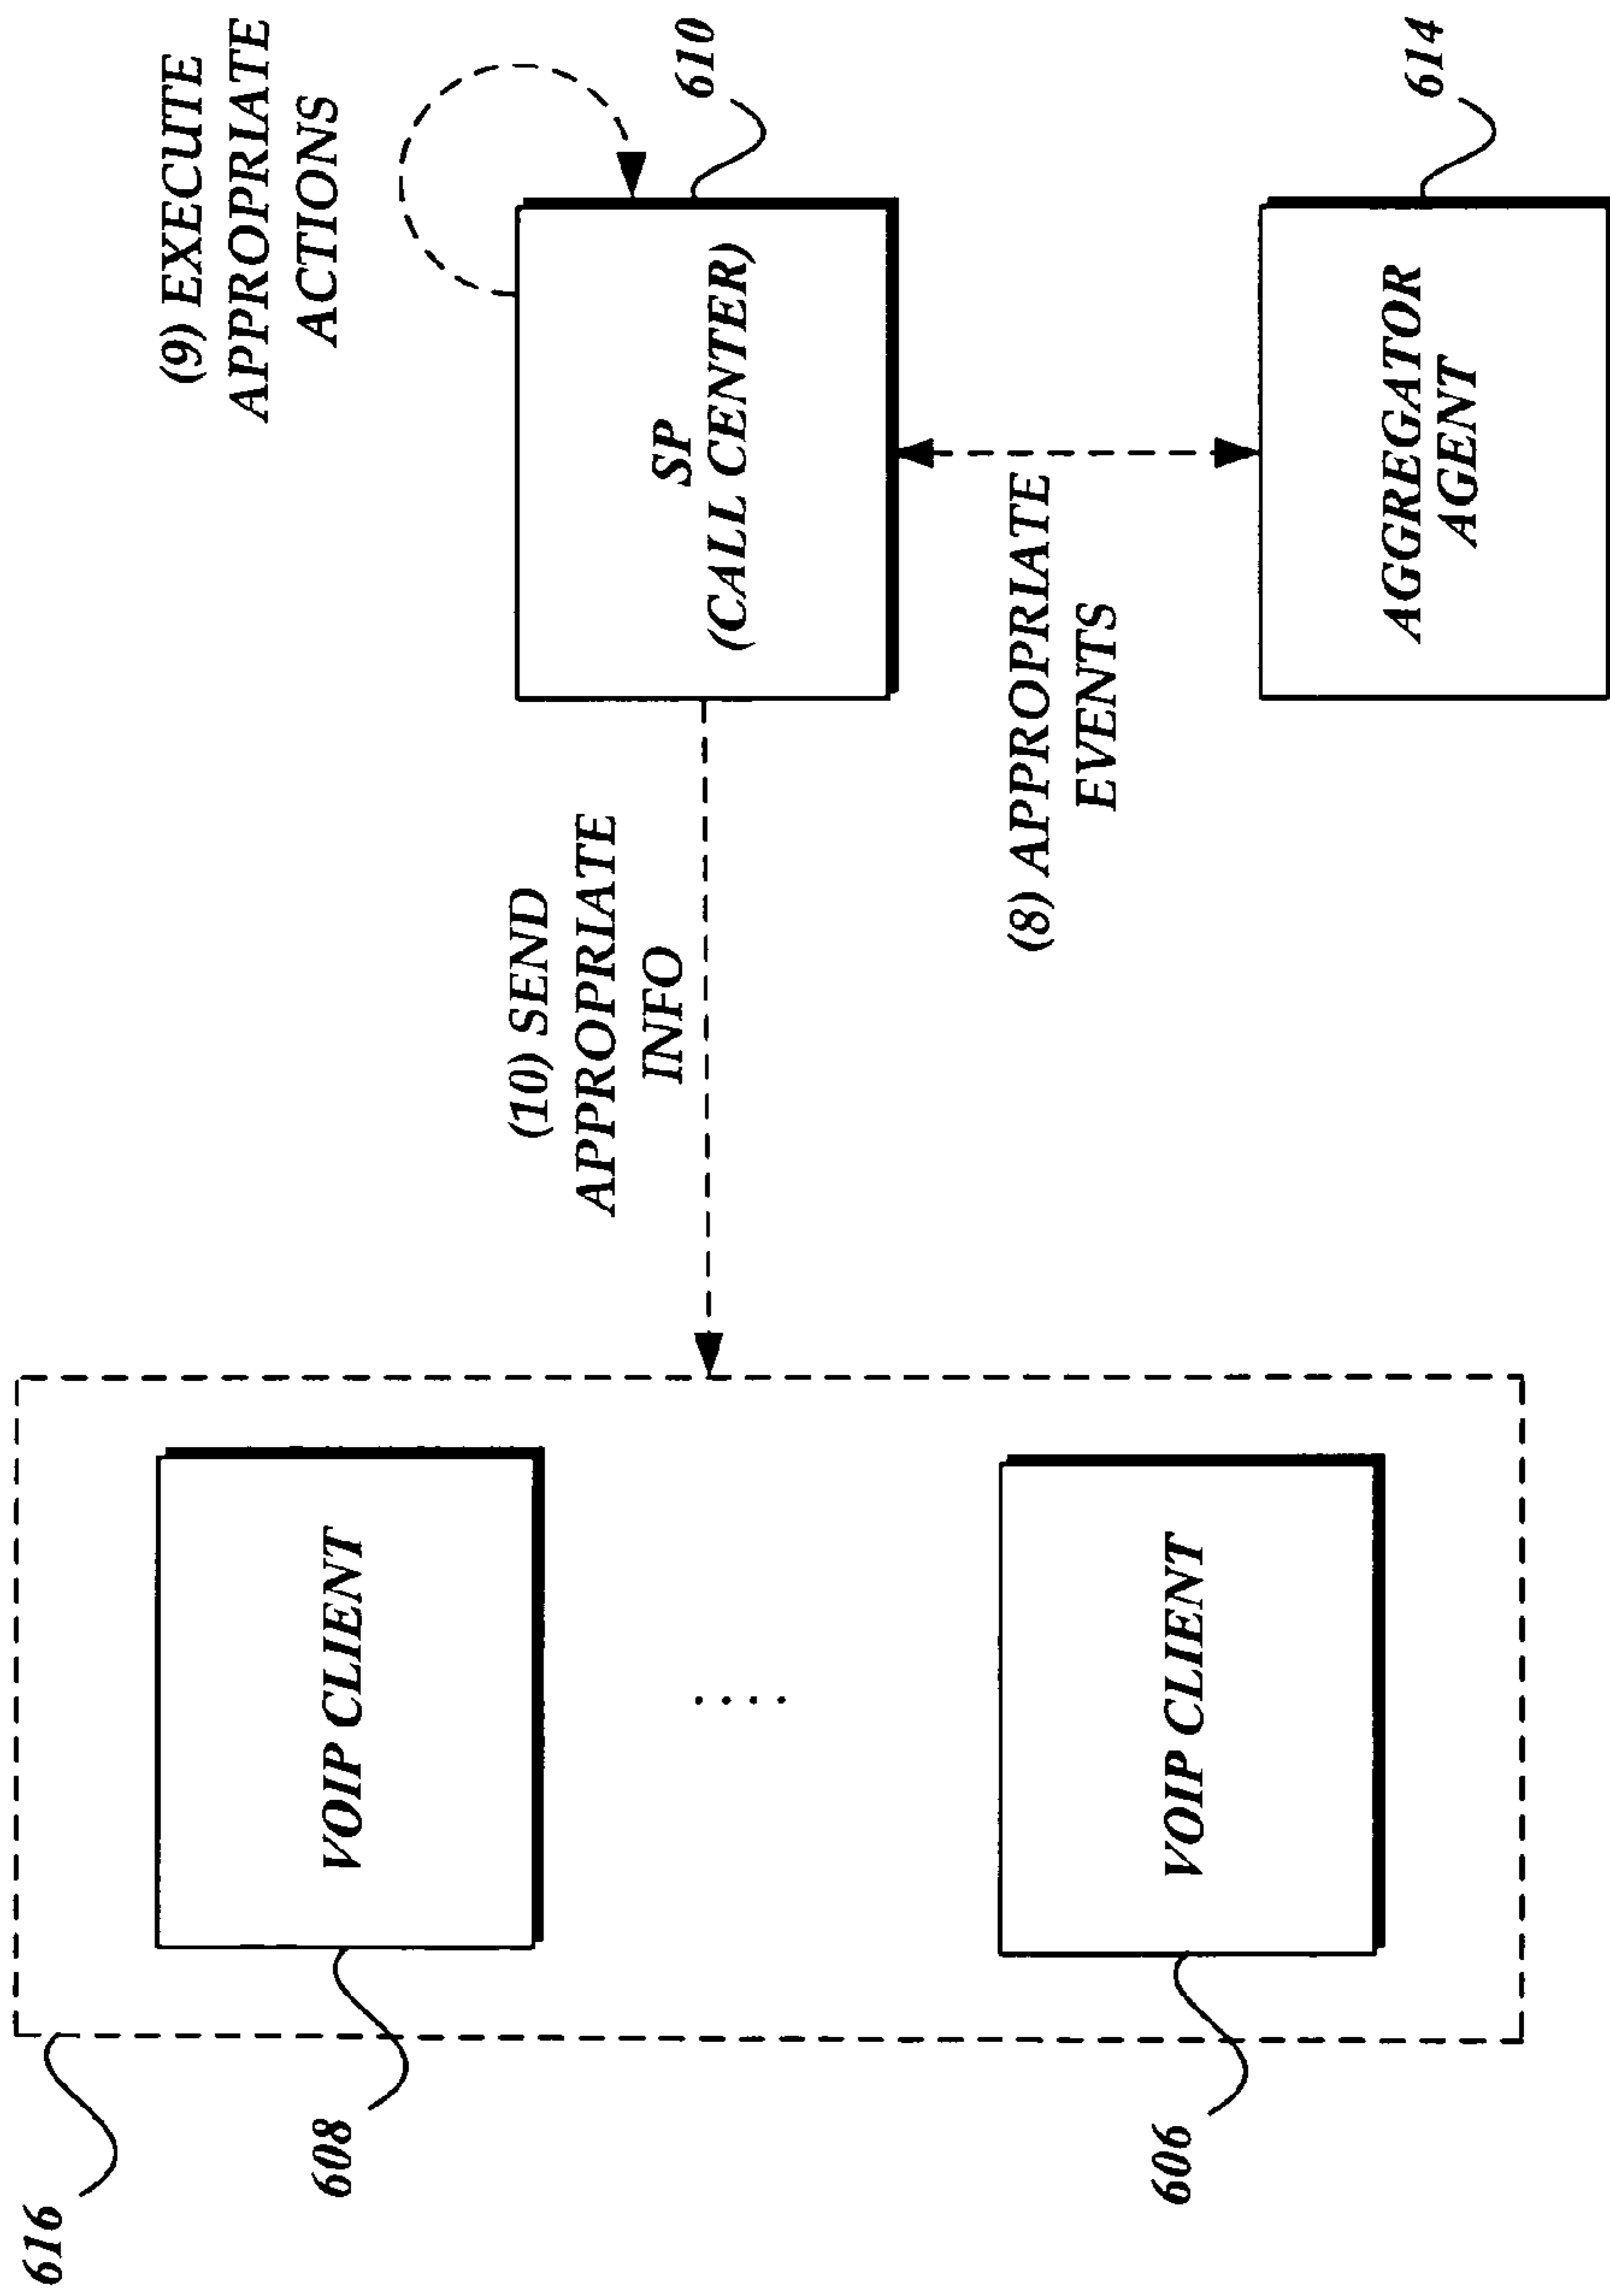 616
608
VOIP CLIENT
....
606
VOIP CLIENT
(10) SEND
APPROPRIATE
INFO
(9) EXECUTE
APPROPRIATE
ACTIONS
610
SP
(CALL CENTER)
(8) APPROPRIATE
EVENTS
614
AGGREGATOR
AGENT